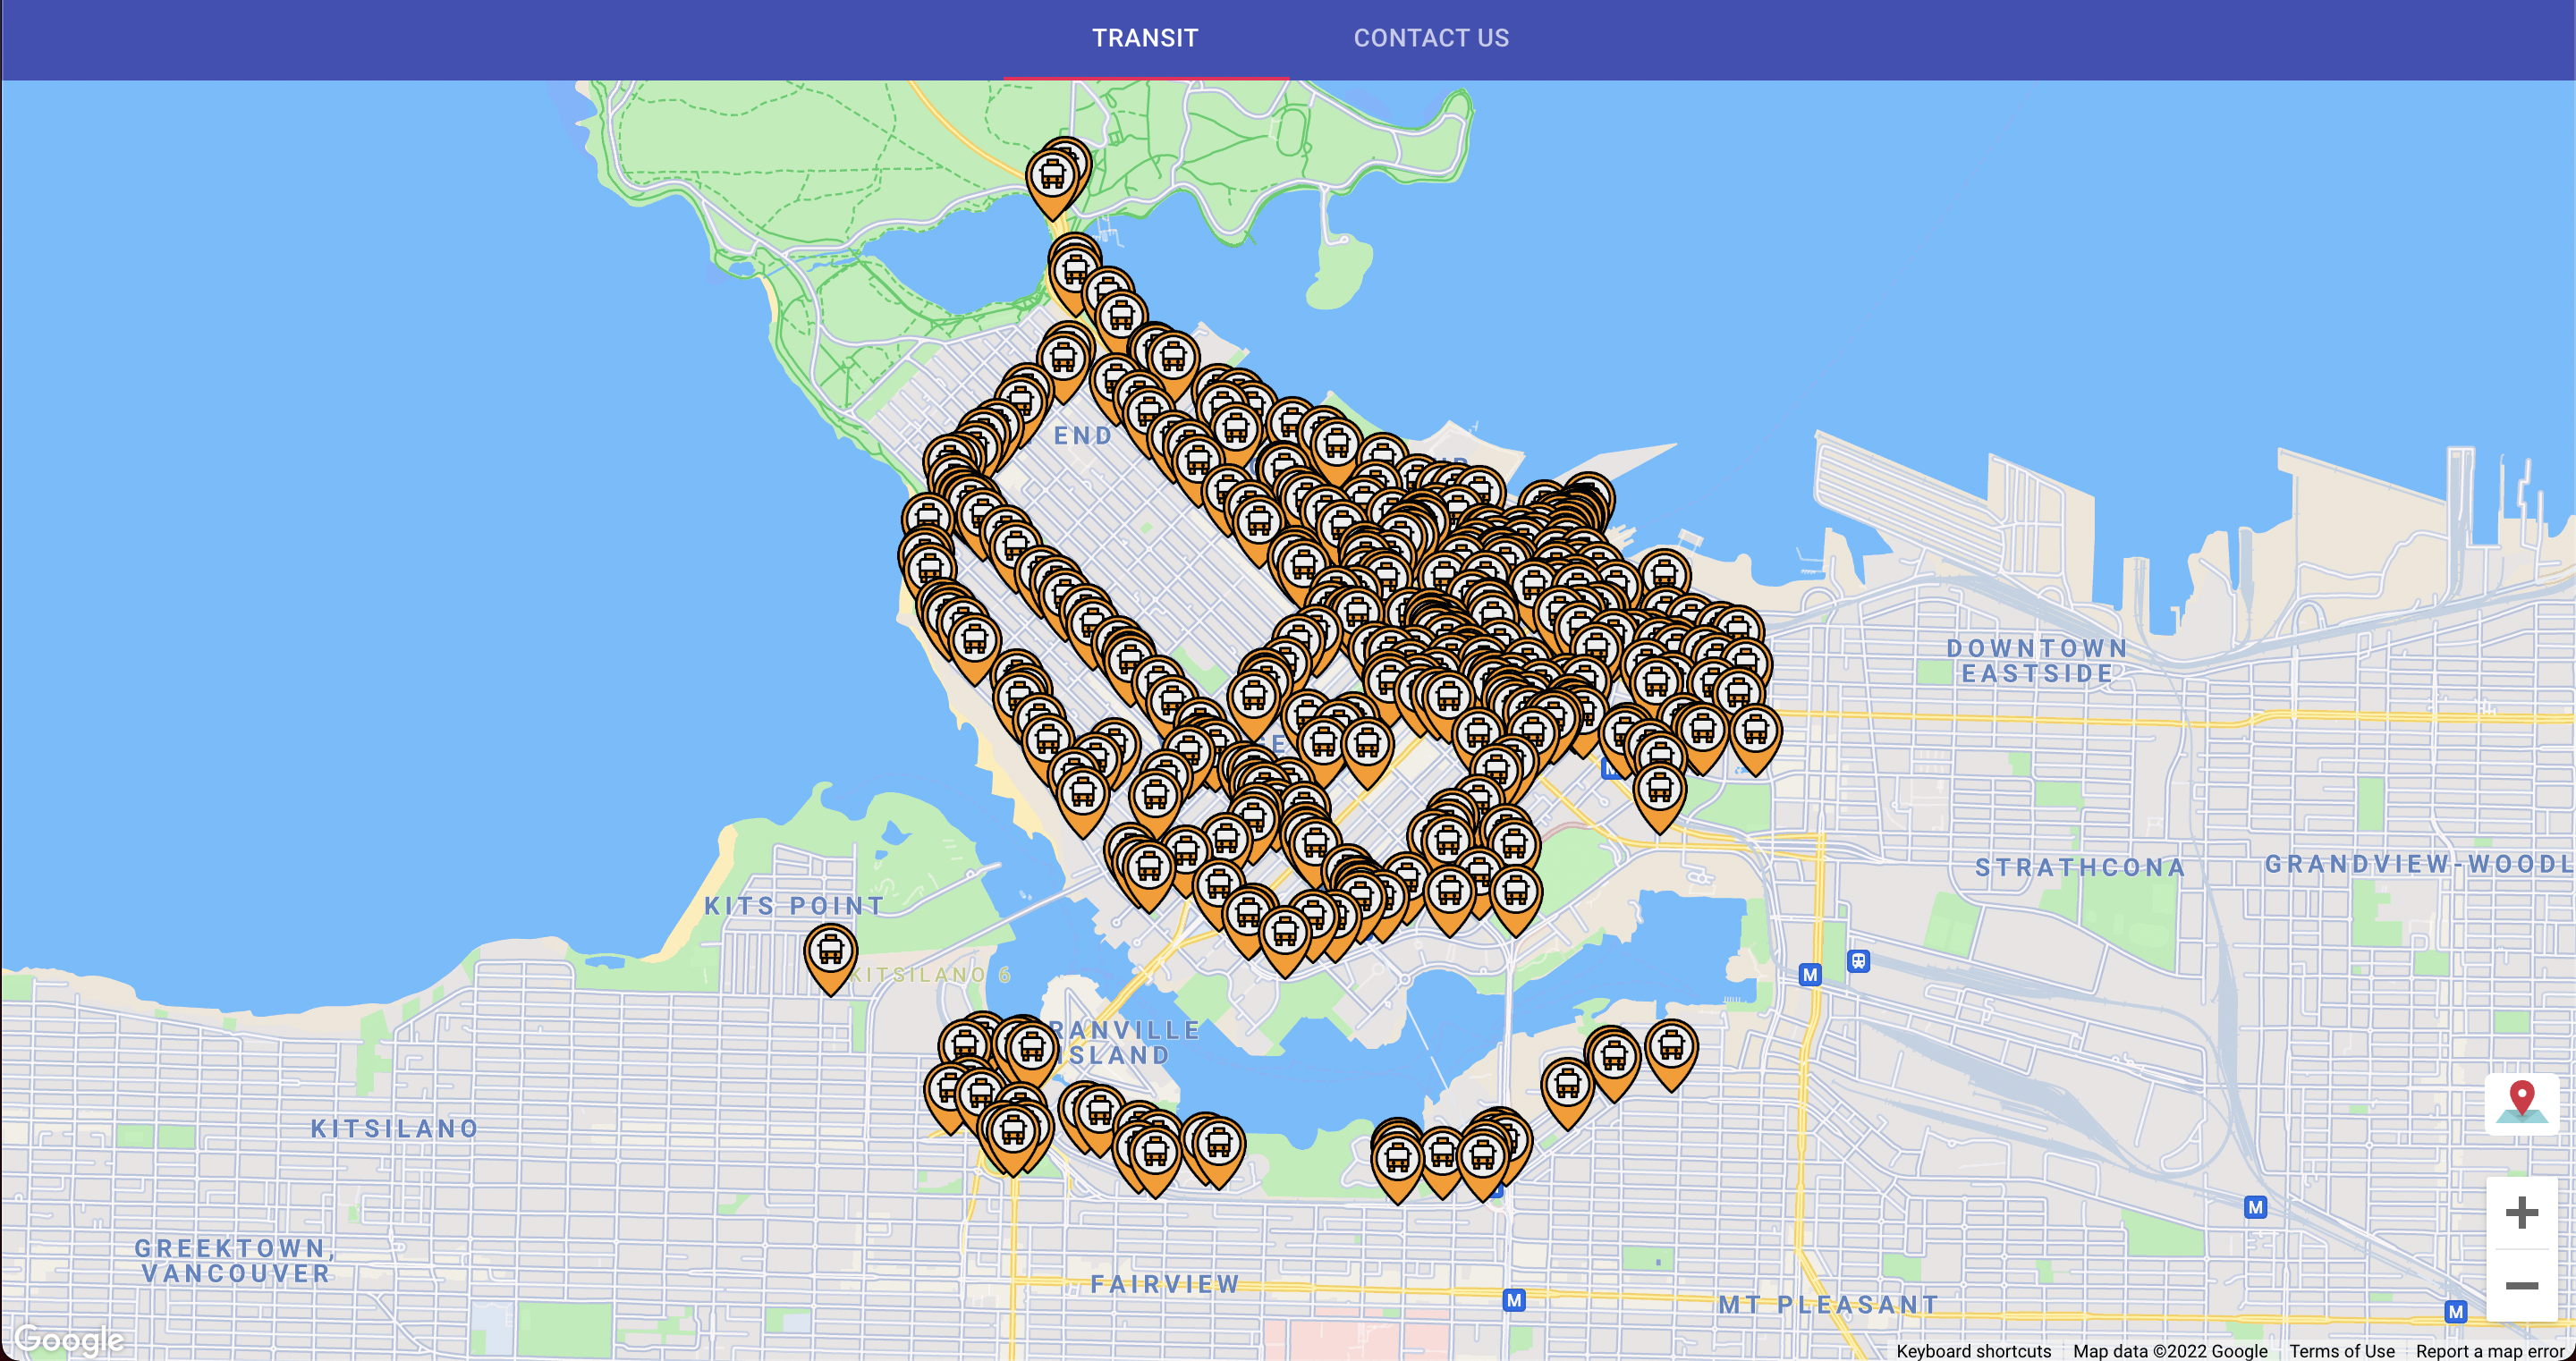 TRANSIT
CONTACT US
END
DOWNTOWN
EASTSIDE
STRATHCONA
GRANDVIEW-WOODL
KITS POINT
KITSILANO 6
RANVILLE
ISLAND
KITSILANO
GREEKTOWN,
VANCOUVER
FAIRVIEW
MT PLEASANT
M
M
M
M
M
Google
Keyboard shortcuts
Map data ©2022 Google
Terms of Use
Report a map error